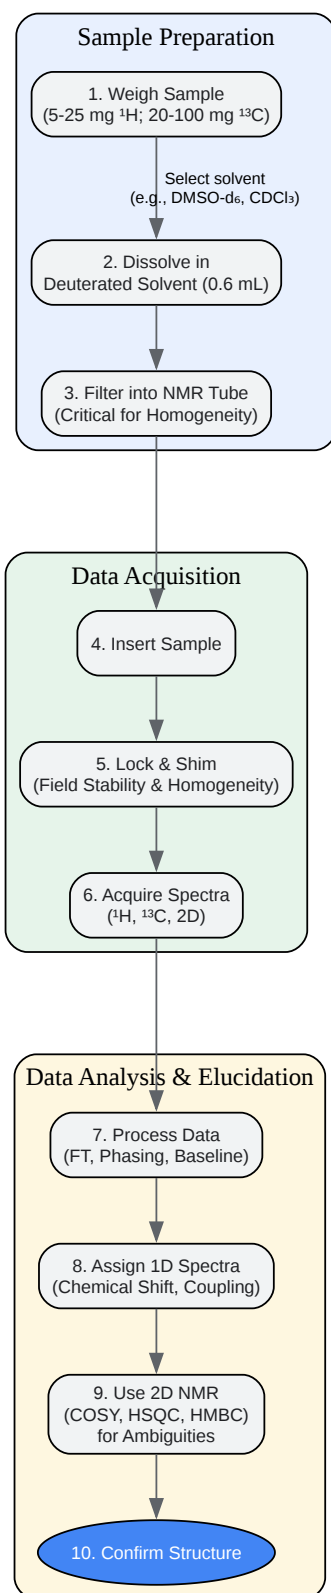 Sample Preparation
1. Weigh Sample
(5-25 mg ¹H; 20-100 mg ¹³C)
Select solvent
(e.g., DMSO-d₆, CDCl₃)
2. Dissolve in
Deuterated Solvent (0.6 mL)
3. Filter into NMR Tube
(Critical for Homogeneity)
Data Acquisition
4. Insert Sample
5. Lock & Shim
(Field Stability & Homogeneity)
6. Acquire Spectra
(¹H, ¹³C, 2D)
Data Analysis & Elucidation
7. Process Data
(FT, Phasing, Baseline)
8. Assign 1D Spectra
(Chemical Shift, Coupling)
9. Use 2D NMR
(COSY, HSQC, HMBC)
for Ambiguities
10. Confirm Structure